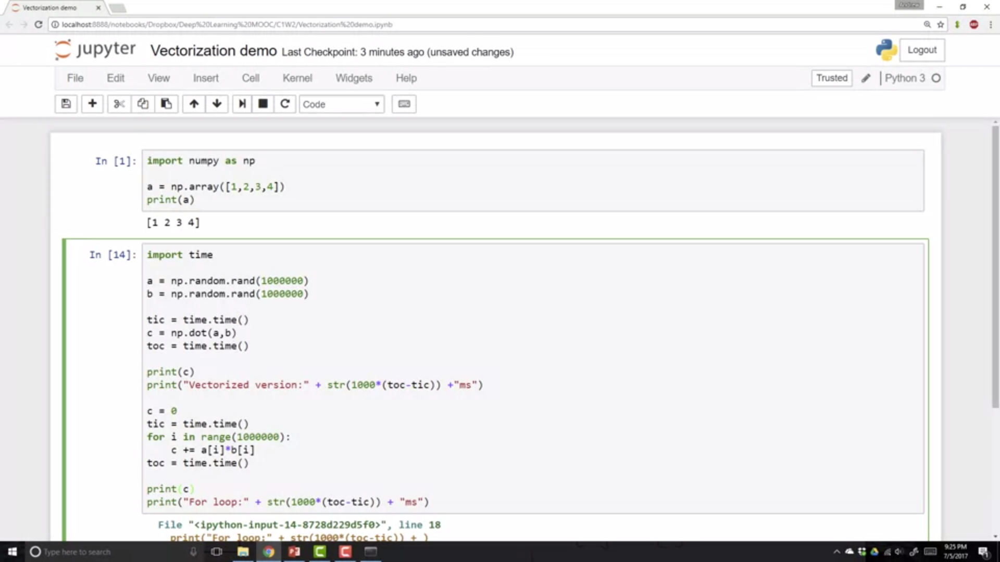 Vectorization demo
Andrew
localhost:8888/notebooks/Dropbox/Deep%20Learning%20MOOC/C1W2/Vectorization%20demo.ipynb
ABP
jupyter Vectorization demo Last Checkpoint: 3 minutes ago (unsaved changes)
Logout
File Edit View Insert Cell Kernel Widgets Help
Trusted Python 3
Code
In [1]:
import numpy as np
a = np.array([1,2,3,4])
print(a)
[1 2 3 4]
In [14]:
import time
a = np.random.rand(1000000)
b = np.random.rand(1000000)
tic = time.time()
c = np.dot(a,b)
toc = time.time()
print(c)
print("Vectorized version:" + str(1000*(toc-tic)) +"ms")
c = 0
tic = time.time()
for i in range(1000000):
    c += a[i]*b[i]
toc = time.time()
print(c)
print("For loop:" + str(1000*(toc-tic)) + "ms")
File "<ipython-input-14-8728d229d5f0>", line 18
print("For loop:" + str(1000*(toc-tic)) + )
Type here to search
9:25 PM
7/5/2017